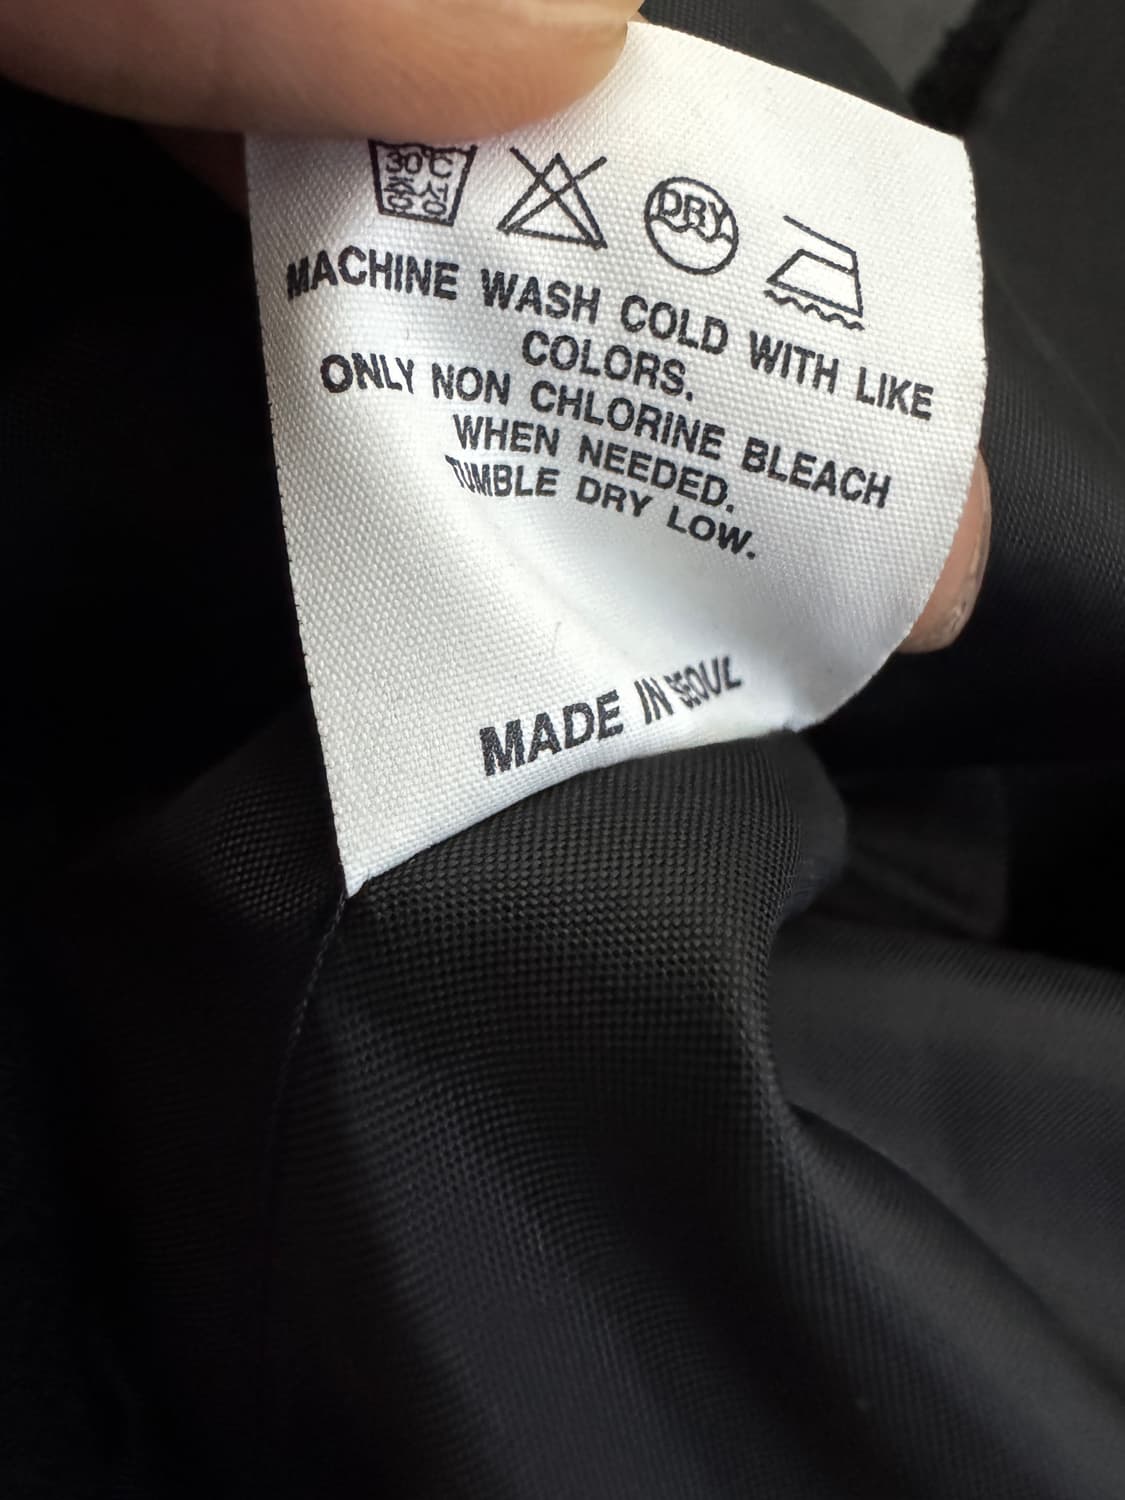 30℃
중성
DRY
MACHINE WASH COLD WITH LIKE
COLORS.
ONLY NON CHLORINE BLEACH
WHEN NEEDED.
TUMBLE DRY LOW.
MADE IN SEOUL